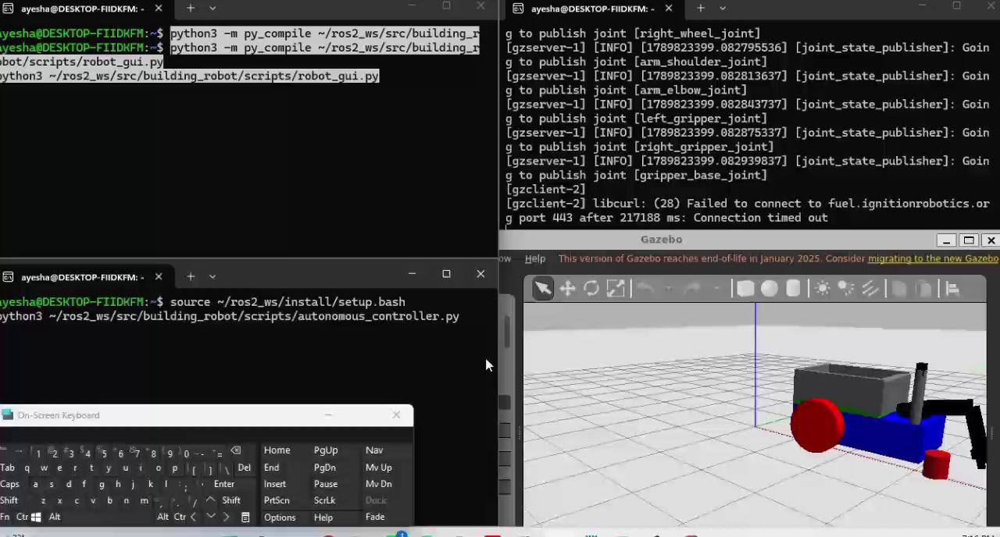 ayesha@DESKTOP-FIIDKFM: ~
ayesha@DESKTOP-FIIDKFM:~$ python3 -m py_compile ~/ros2_ws/src/building_r
ayesha@DESKTOP-FIIDKFM:~$ python3 -m py_compile ~/ros2_ws/src/building_r
obot/scripts/robot_gui.py
python3 ~/ros2_ws/src/building_robot/scripts/robot_gui.py
ayesha@DESKTOP-FIIDKFM: ~
g to publish joint [right_wheel_joint]
[gzserver-1] [INFO] [1789823399.082795536] [joint_state_publisher]: Goin
g to publish joint [arm_shoulder_joint]
[gzserver-1] [INFO] [1789823399.082813637] [joint_state_publisher]: Goin
g to publish joint [arm_elbow_joint]
[gzserver-1] [INFO] [1789823399.082843737] [joint_state_publisher]: Goin
g to publish joint [left_gripper_joint]
[gzserver-1] [INFO] [1789823399.082875337] [joint_state_publisher]: Goin
g to publish joint [right_gripper_joint]
[gzserver-1] [INFO] [1789823399.082939837] [joint_state_publisher]: Goin
g to publish joint [gripper_base_joint]
[gzclient-2]
[gzclient-2] libcurl: (28) Failed to connect to fuel.ignitionrobotics.or
g port 443 after 217188 ms: Connection timed out
Gazebo
ow Help This version of Gazebo reaches end-of-life in January 2025. Consider migrating to the new Gazebo
ayesha@DESKTOP-FIIDKFM: ~
ayesha@DESKTOP-FIIDKFM:~$ source ~/ros2_ws/install/setup.bash
python3 ~/ros2_ws/src/building_robot/scripts/autonomous_controller.py
On-Screen Keyboard
! 1 @ 2 # 3 $ 4 % 5 ^ 6 & 7 * 8 ( 9 ) 0 _ - + = Home PgUp Nav
Tab q w e r t y u i o p { [ } ] | \ Del End PgDn Mv Up
Caps a s d f g h j k l : ; " ' Enter Insert Pause Mv Dn
Shift z x c v b n m < , > . ? / Shift PrtScn ScrLk Dock
Fn Ctr Alt Alt Ctr Options Help Fade